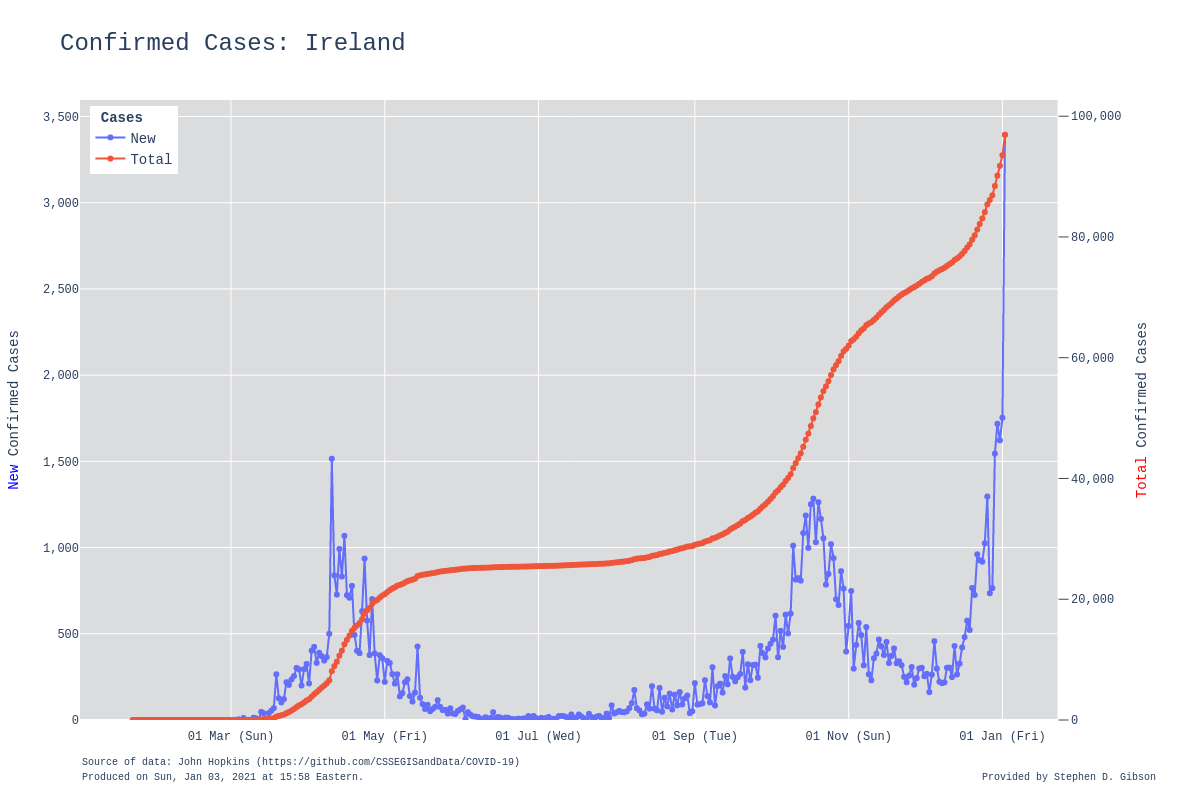 Confirmed Cases: Ireland
Cases
New
Total
3,500
3,000
2,500
2,000
1,500
1,000
500
0
100,000
80,000
60,000
40,000
20,000
0
New Confirmed Cases
Total Confirmed Cases
01 Mar (Sun) 01 May (Fri) 01 Jul (Wed) 01 Sep (Tue) 01 Nov (Sun) 01 Jan (Fri)
Source of data: John Hopkins (https://github.com/CSSEGISandData/COVID-19)
Produced on Sun, Jan 03, 2021 at 15:58 Eastern.
Provided by Stephen D. Gibson